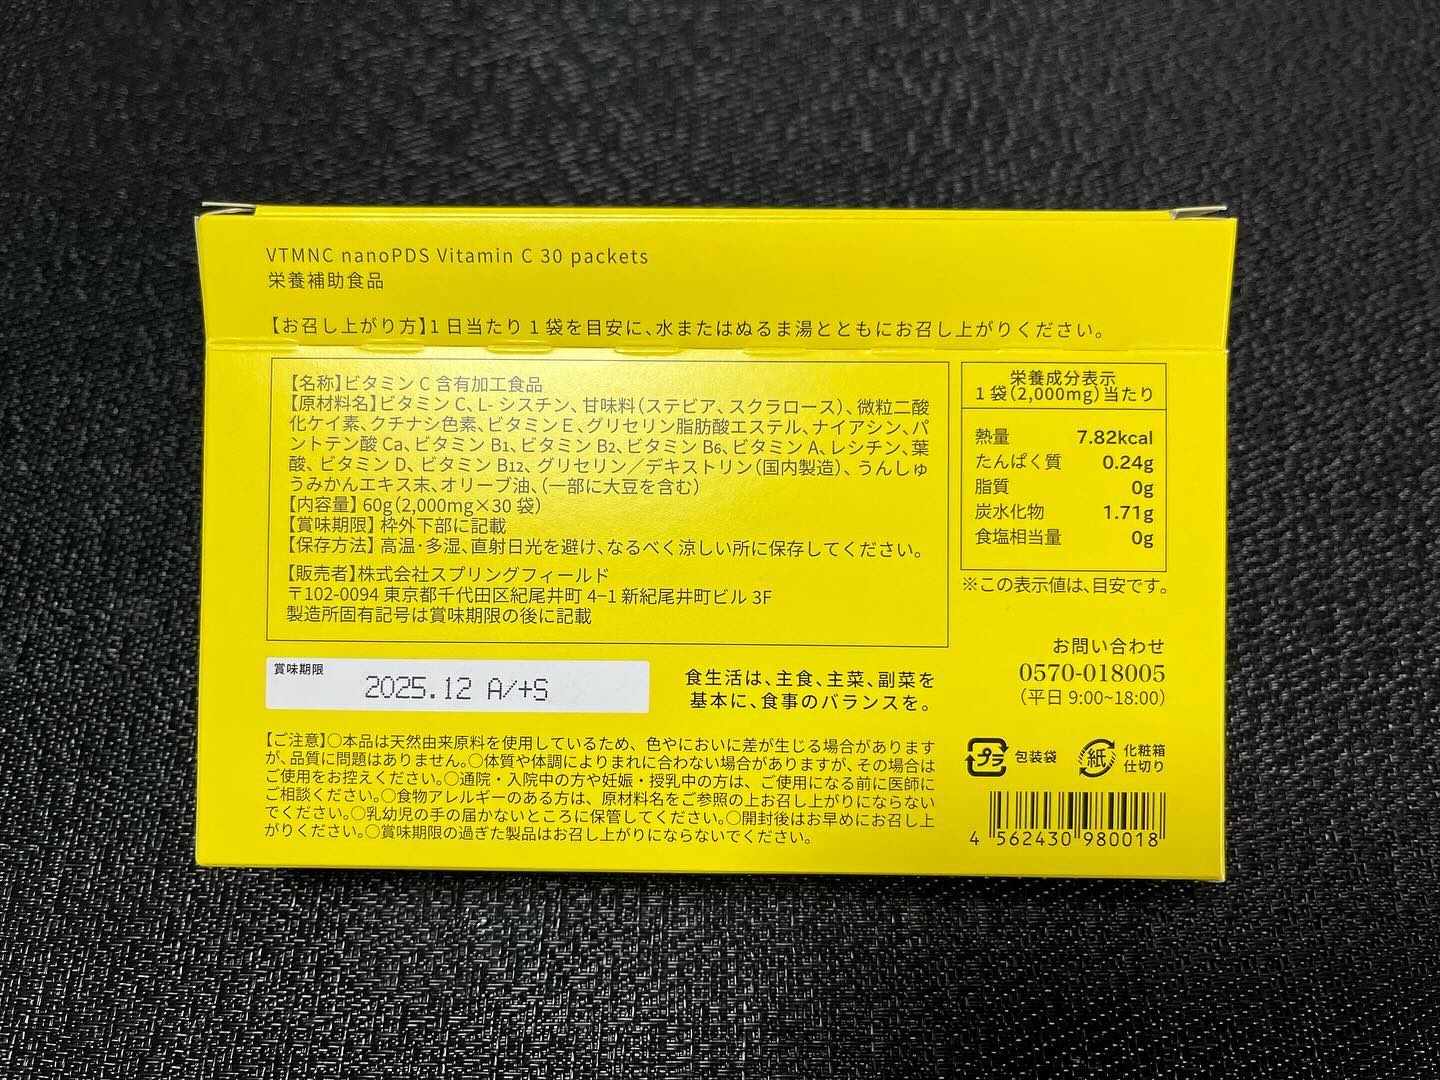 VTMNC nanoPDS Vitamin C 30 packets
栄養補助食品
【お召し上がり方】1日当たり1袋を目安に、水またはぬるま湯とともにお召し上がりください。
【名称】ビタミンC含有加工食品
【原材料名】ビタミンC、L-シスチン、甘味料（ステビア、スクラロース）、微粒二酸
化ケイ素、クチナシ色素、ビタミンE、グリセリン脂肪酸エステル、ナイアシン、パ
ントテン酸Ca、ビタミンB₁、ビタミンB₂、ビタミンB₆、ビタミンA、レシチン、葉
酸、ビタミンD、ビタミンB₁₂、グリセリン／デキストリン（国内製造）、うんしゅ
うみかんエキス末、オリーブ油、（一部に大豆を含む）
【内容量】60g（2,000mg×30袋）
【賞味期限】枠外下部に記載
【保存方法】高温・多湿、直射日光を避け、なるべく涼しい所に保存してください。
【販売者】株式会社スプリングフィールド
〒102-0094 東京都千代田区紀尾井町4−1新紀尾井町ビル3F
製造所固有記号は賞味期限の後に記載
栄養成分表示
1袋（2,000mg）当たり
熱量 7.82kcal
たんぱく質 0.24g
脂質 0g
炭水化物 1.71g
食塩相当量 0g
※この表示値は、目安です。
お問い合わせ
0570-018005
（平日 9:00~18:00）
賞味期限
2025.12 A/+S
食生活は、主食、主菜、副菜を
基本に、食事のバランスを。
【ご注意】○本品は天然由来原料を使用しているため、色やにおいに差が生じる場合があります
が、品質に問題はありません。○体質や体調によりまれに合わない場合がありますが、その場合は
ご使用をお控えください。○通院・入院中の方や妊娠・授乳中の方は、ご使用になる前に医師に
ご相談ください。○食物アレルギーのある方は、原材料名をご参照の上お召し上がりにならない
でください。○乳幼児の手の届かないところに保管してください。○開封後はお早めにお召し上
がりください。○賞味期限の過ぎた製品はお召し上がりにならないでください。
プラ 包装袋
紙 化粧箱
仕切り
4 562430 980018